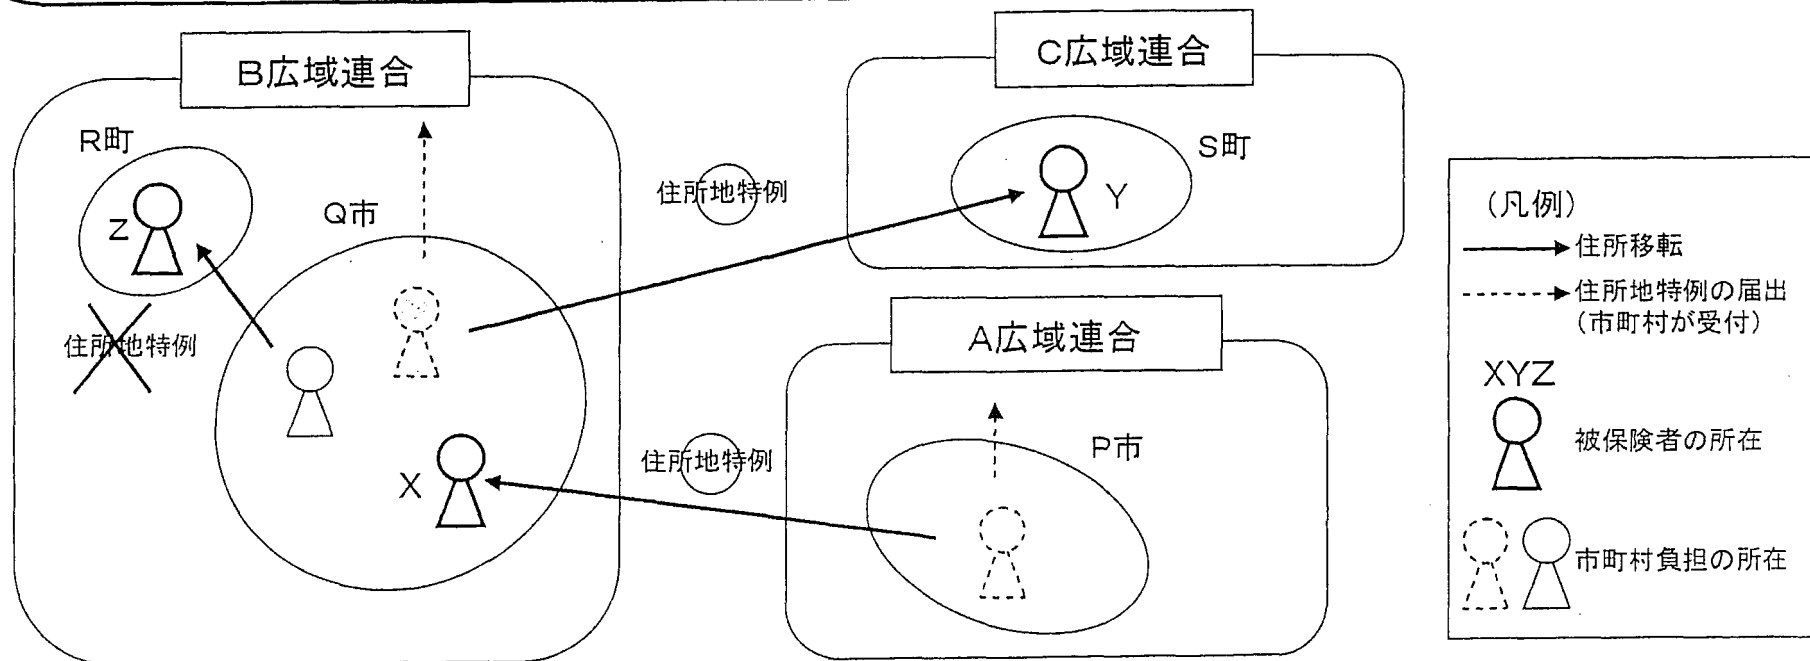 B広域連合
R町
Z
Q市
住所地特例
X
住所地特例
C広域連合
S町
Y
A広域連合
住所地特例
P市
(凡例)
住所移転
住所地特例の届出
(市町村が受付)
XYZ
被保険者の所在
市町村負担の所在